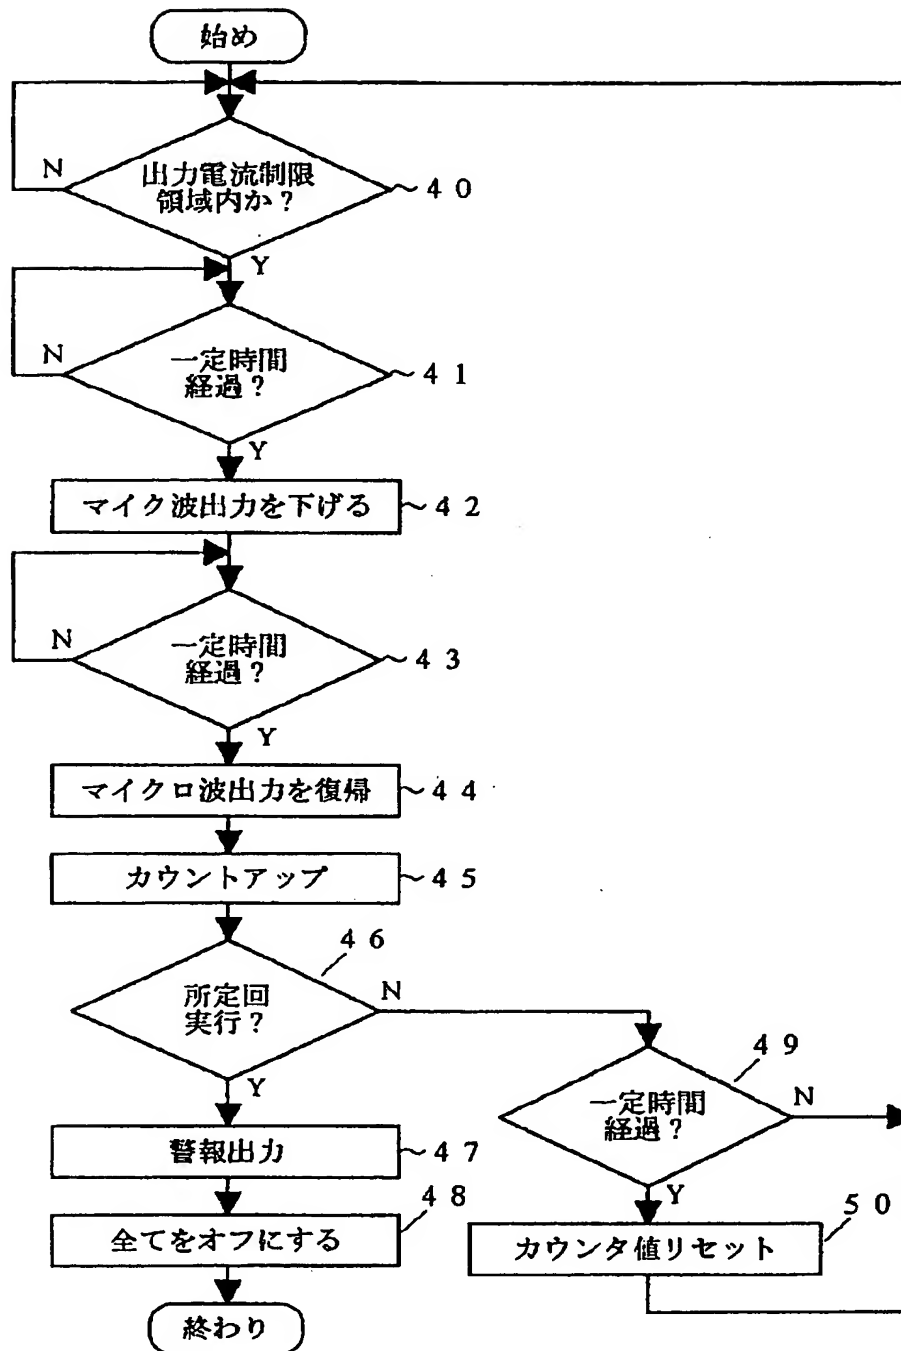 始め
出力電流制限
領域内か?
N
Y
40
一定時間
経過?
N
Y
41
マイク波出力を下げる
42
一定時間
経過?
N
Y
43
マイクロ波出力を復帰
44
カウントアップ
45
所定回
実行?
46
N
Y
一定時間
経過?
49
N
Y
警報出力
47
全てをオフにする
48
カウンタ値リセット
50
終わり